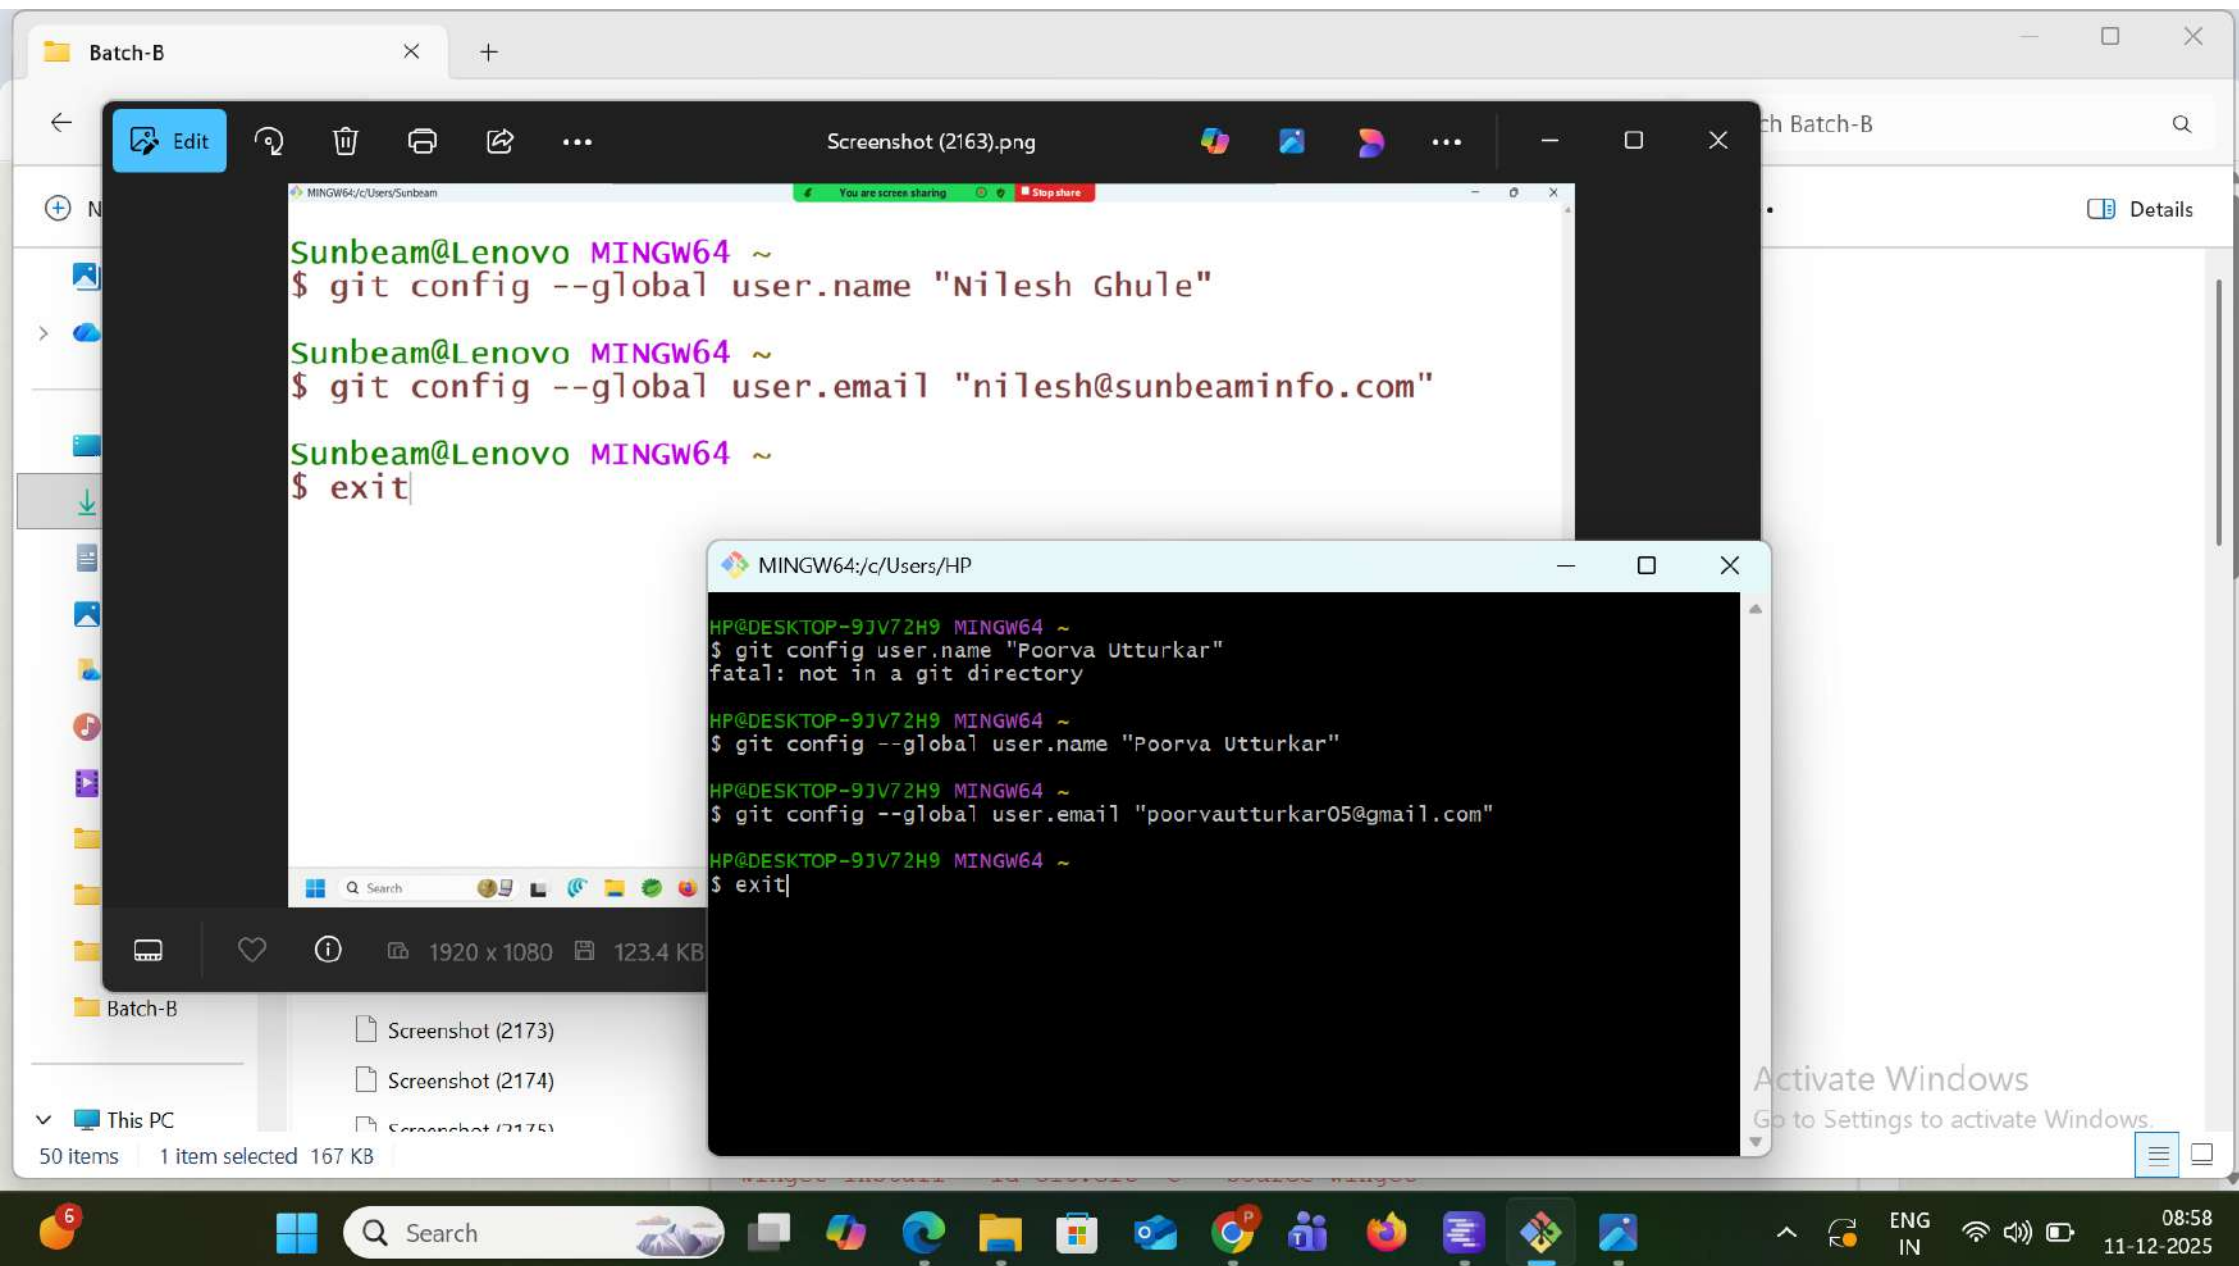 Batch-B
ch Batch-B
Edit
Screenshot (2163).png
N
Details
MINGW64:/c/Users/Sunbeam
You are screen sharing
Stop share
Sunbeam@Lenovo MINGW64 ~
$ git config --global user.name "Nilesh Ghule"
Sunbeam@Lenovo MINGW64 ~
$ git config --global user.email "nilesh@sunbeaminfo.com"
Sunbeam@Lenovo MINGW64 ~
$ exit
Search
1920 x 1080
123.4 KB
MINGW64:/c/Users/HP
HP@DESKTOP-9JV72H9 MINGW64 ~
$ git config user.name "Poorva Utturkar"
fatal: not in a git directory
HP@DESKTOP-9JV72H9 MINGW64 ~
$ git config --global user.name "Poorva Utturkar"
HP@DESKTOP-9JV72H9 MINGW64 ~
$ git config --global user.email "poorvautturkar05@gmail.com"
HP@DESKTOP-9JV72H9 MINGW64 ~
$ exit
Batch-B
Screenshot (2173)
Screenshot (2174)
Screenshot (2175)
This PC
50 items
1 item selected 167 KB
Activate Windows
Go to Settings to activate Windows.
6
Search
P
ENG
IN
08:58
11-12-2025